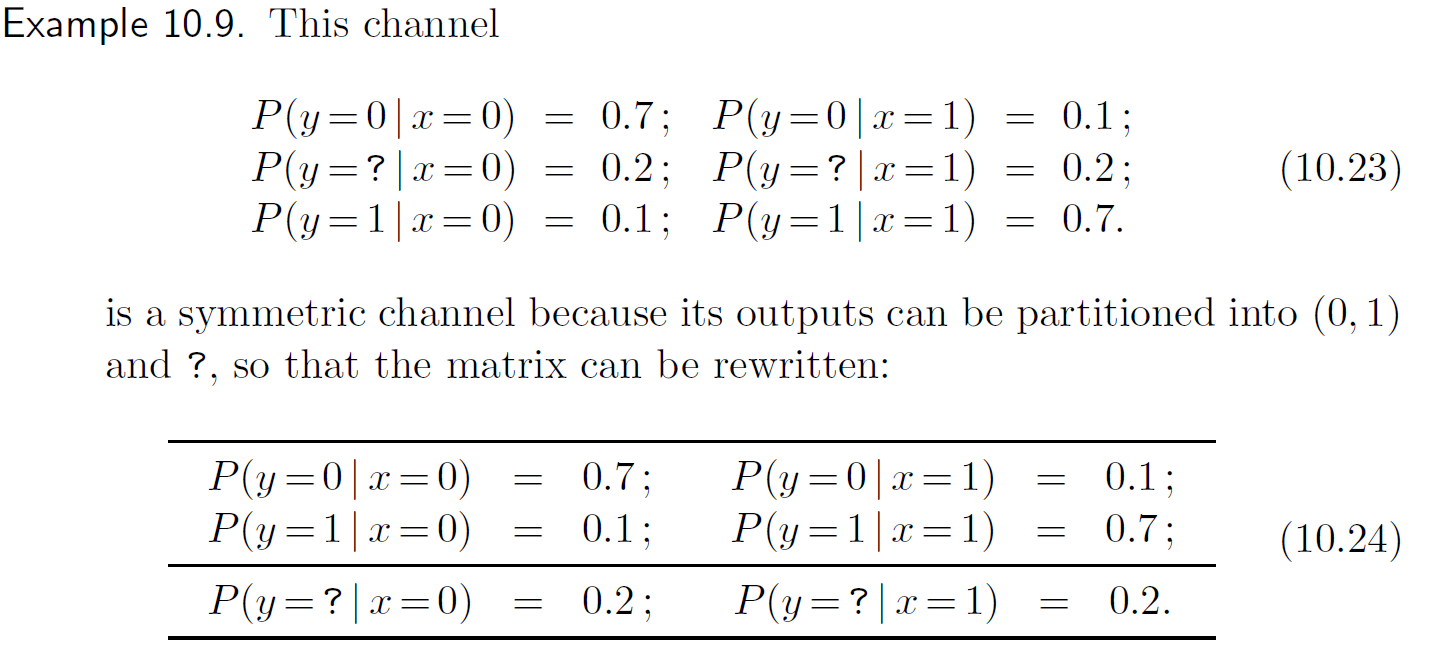 Example 10.9. This channel
P(y=0|x=0) = 0.7; P(y=0|x=1) = 0.1;
P(y=?|x=0) = 0.2; P(y=?|x=1) = 0.2; (10.23)
P(y=1|x=0) = 0.1; P(y=1|x=1) = 0.7.
is a symmetric channel because its outputs can be partitioned into (0, 1)
and ?, so that the matrix can be rewritten:
P(y=0|x=0) = 0.7; P(y=0|x=1) = 0.1;
P(y=1|x=0) = 0.1; P(y=1|x=1) = 0.7; (10.24)
P(y=?|x=0) = 0.2; P(y=?|x=1) = 0.2.